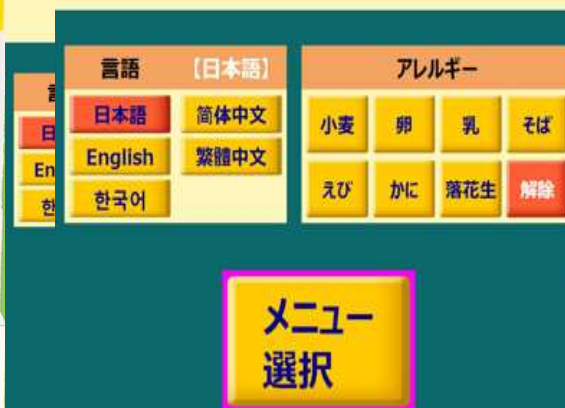 言語 【日本語】
日本語 简体中文
English 繁體中文
한국어
アレルギー
小麦 卵 乳 そば
えび かに 落花生 解除
メニュー
選択